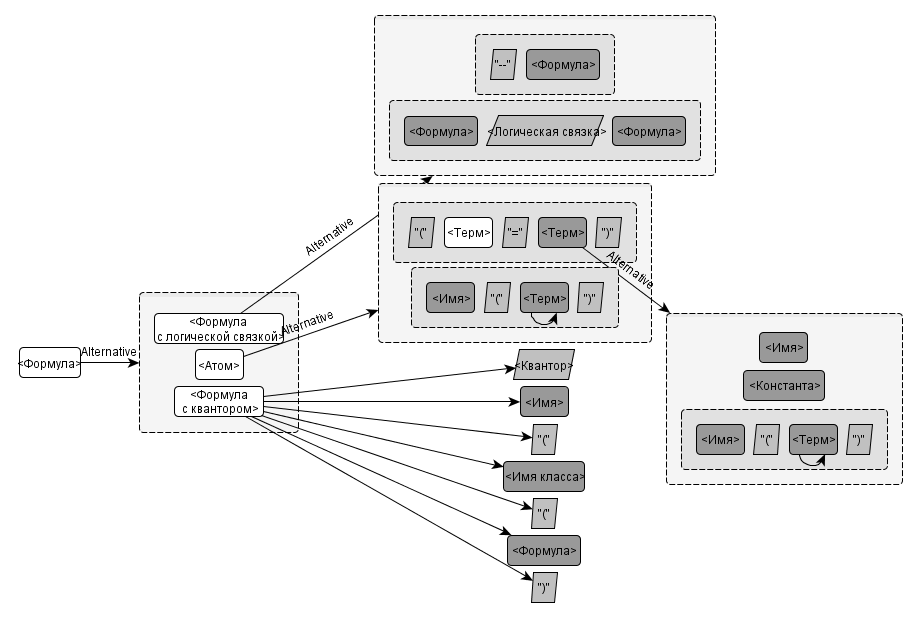 "--" <Формула>
<Формула> <Логическая связка> <Формула>
Alternative
"(" <Терм> "=" <Терм> ")"
Alternative
<Имя> "(" <Терм> ")"
<Формула
с логической связкой>
Alternative
<Формула>
Alternative
<Атом>
<Формула
с квантором>
<Квантор>
<Имя>
"("
<Имя класса>
"("
<Формула>
")"
<Имя>
<Константа>
<Имя> "(" <Терм> ")"